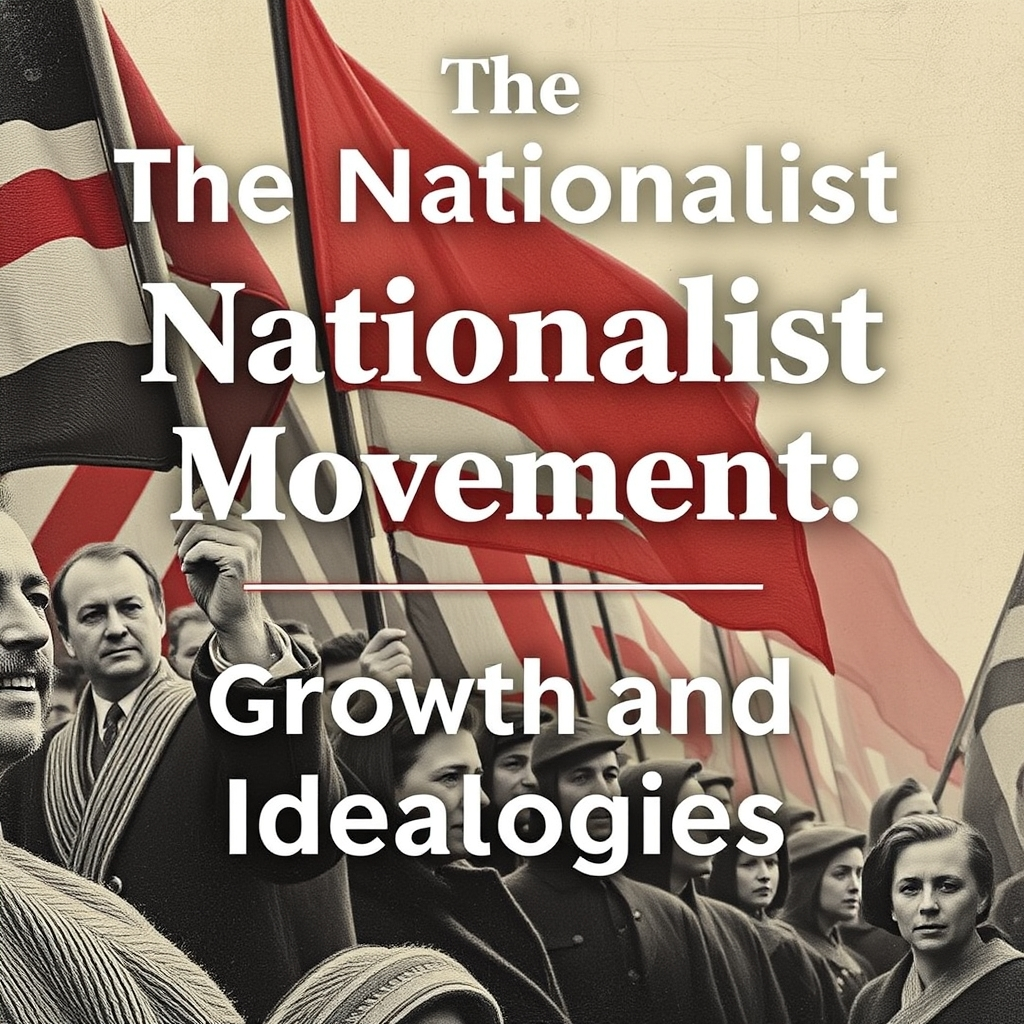 The
The Nationalist
Nationalist
Movement:
Growth and
Idealogies